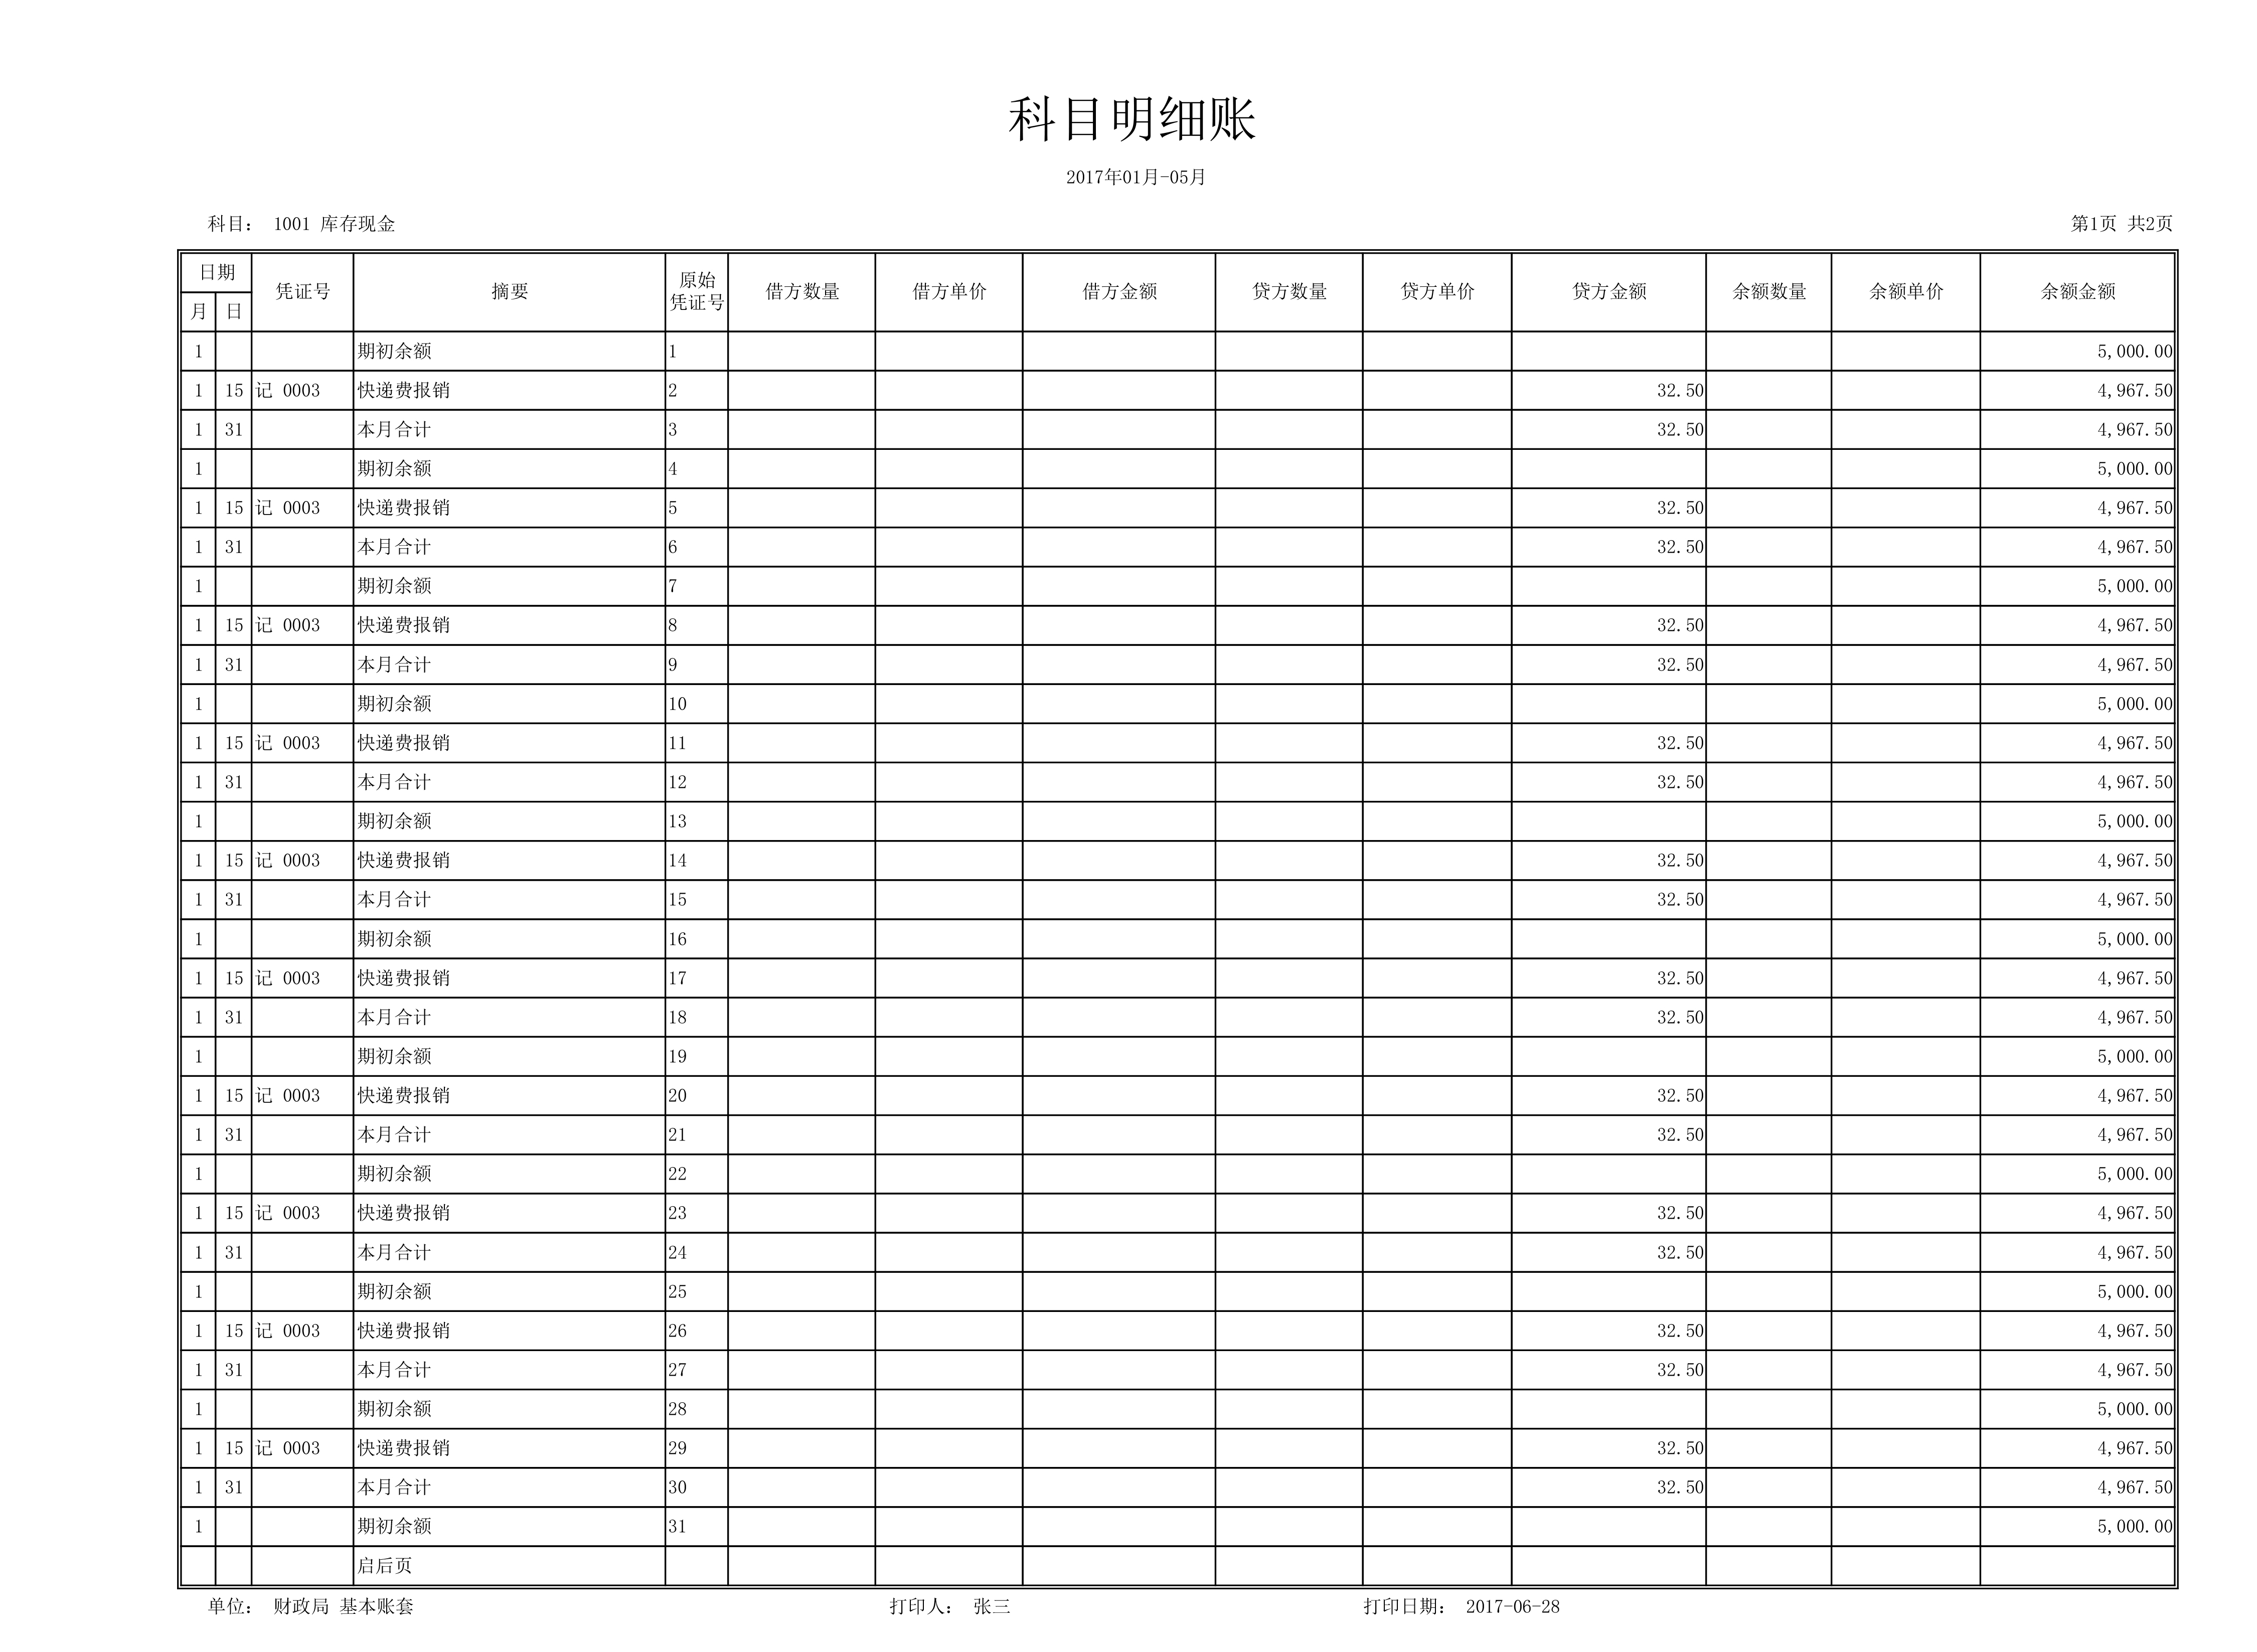 科目明细账
2017年01月-05月
科目： 1001 库存现金 第1页 共2页
日期 凭证号 摘要 原始凭证号 借方数量 借方单价 借方金额 贷方数量 贷方单价 贷方金额 余额数量 余额单价 余额金额
月 日
1 期初余额 1 5,000.00
1 15 记 0003 快递费报销 2 32.50 4,967.50
1 31 本月合计 3 32.50 4,967.50
1 期初余额 4 5,000.00
1 15 记 0003 快递费报销 5 32.50 4,967.50
1 31 本月合计 6 32.50 4,967.50
1 期初余额 7 5,000.00
1 15 记 0003 快递费报销 8 32.50 4,967.50
1 31 本月合计 9 32.50 4,967.50
1 期初余额 10 5,000.00
1 15 记 0003 快递费报销 11 32.50 4,967.50
1 31 本月合计 12 32.50 4,967.50
1 期初余额 13 5,000.00
1 15 记 0003 快递费报销 14 32.50 4,967.50
1 31 本月合计 15 32.50 4,967.50
1 期初余额 16 5,000.00
1 15 记 0003 快递费报销 17 32.50 4,967.50
1 31 本月合计 18 32.50 4,967.50
1 期初余额 19 5,000.00
1 15 记 0003 快递费报销 20 32.50 4,967.50
1 31 本月合计 21 32.50 4,967.50
1 期初余额 22 5,000.00
1 15 记 0003 快递费报销 23 32.50 4,967.50
1 31 本月合计 24 32.50 4,967.50
1 期初余额 25 5,000.00
1 15 记 0003 快递费报销 26 32.50 4,967.50
1 31 本月合计 27 32.50 4,967.50
1 期初余额 28 5,000.00
1 15 记 0003 快递费报销 29 32.50 4,967.50
1 31 本月合计 30 32.50 4,967.50
1 期初余额 31 5,000.00
启后页
单位： 财政局 基本账套 打印人： 张三 打印日期： 2017-06-28